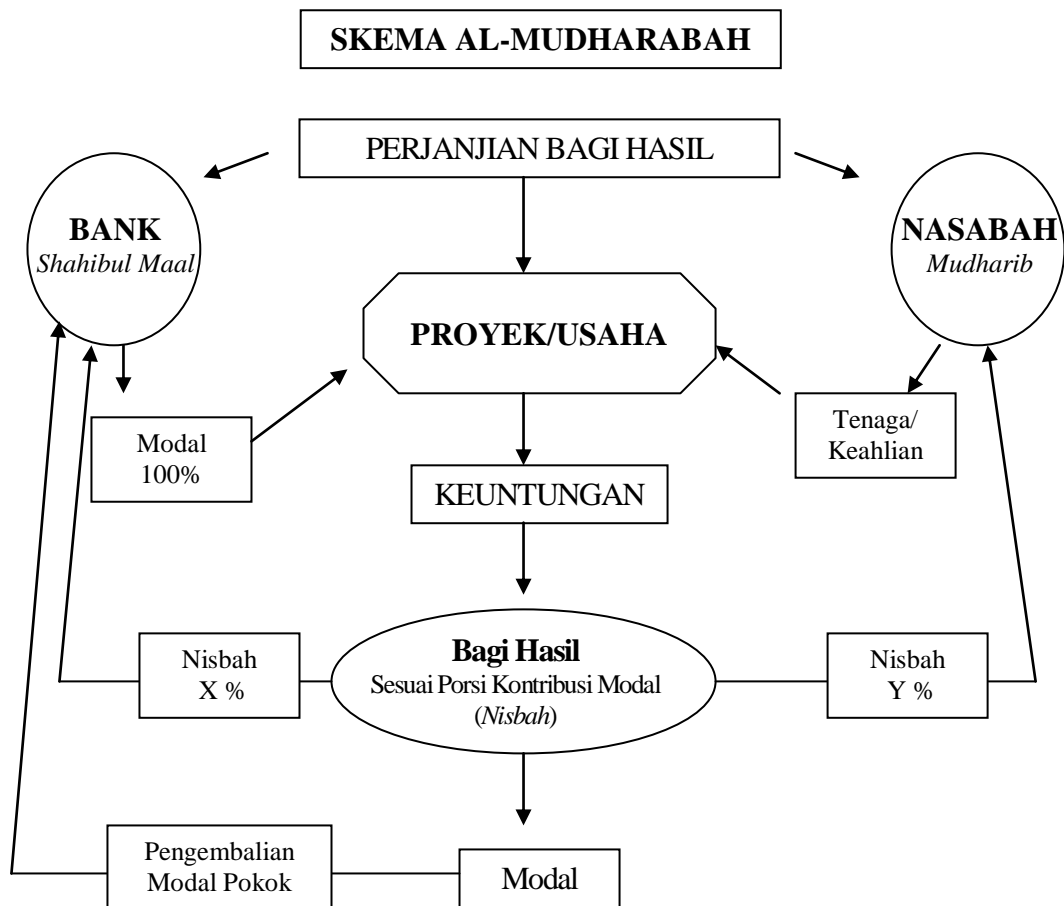 SKEMA AL-MUDHARABAH
PERJANJIAN BAGI HASIL
BANK
Shahibul Maal
NASABAH
Mudharib
PROYEK/USAHA
Modal
100%
Tenaga/
Keahlian
KEUNTUNGAN
Nisbah
X %
Bagi Hasil
Sesuai Porsi Kontribusi Modal
(Nisbah)
Nisbah
Y %
Pengembalian
Modal Pokok
Modal